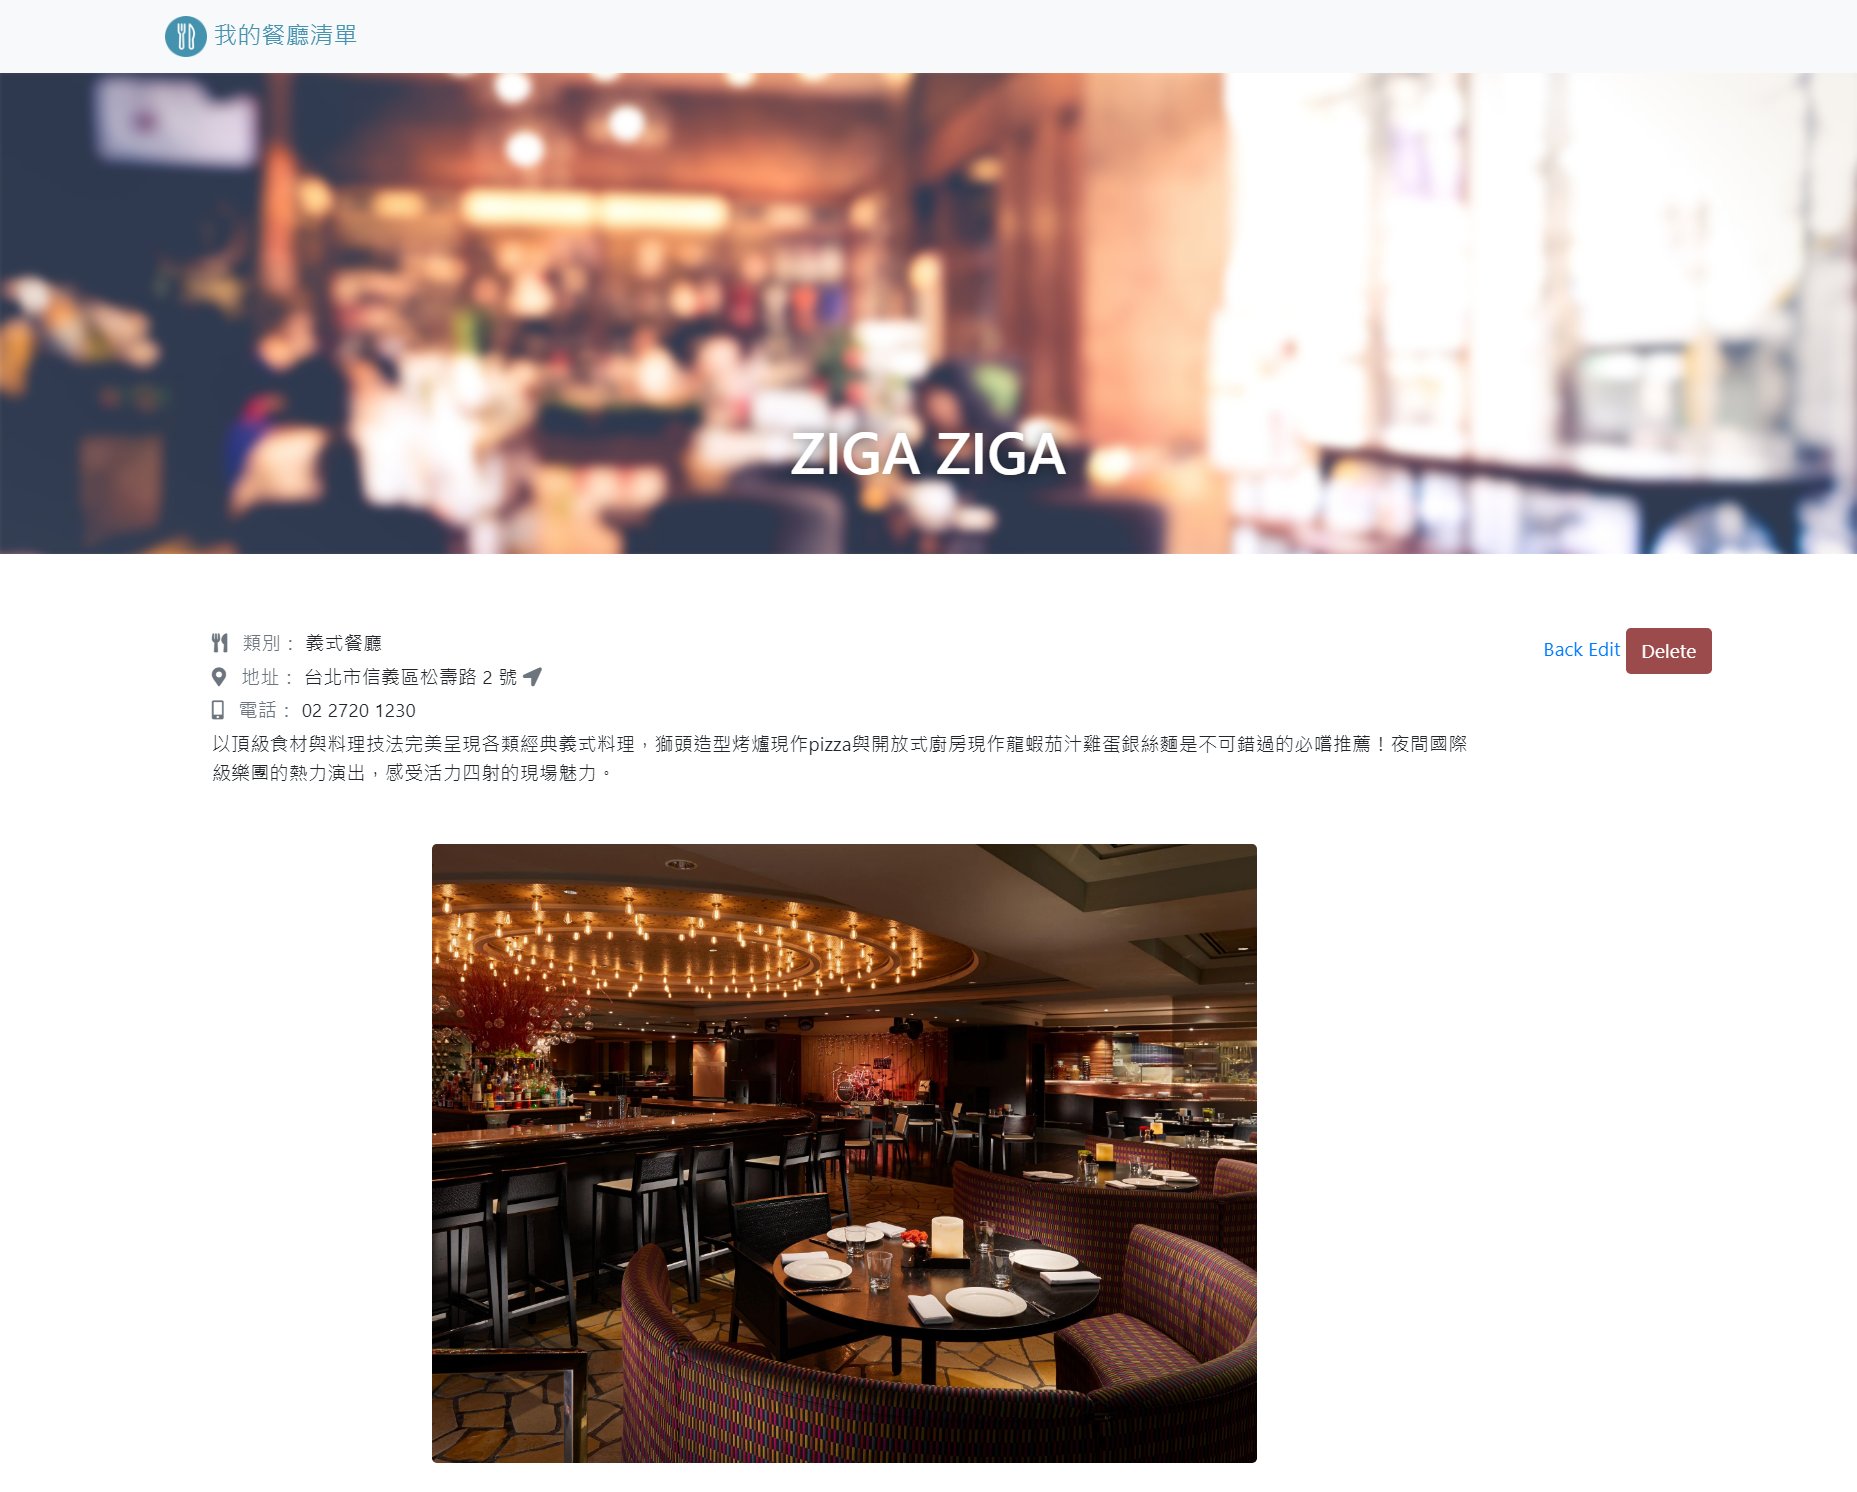 我的餐廳清單
ZIGA ZIGA
類別： 義式餐廳
Back Edit Delete
地址： 台北市信義區松壽路 2 號
電話： 02 2720 1230
以頂級食材與料理技法完美呈現各類經典義式料理，獅頭造型烤爐現作pizza與開放式廚房現作龍蝦茄汁雞蛋銀絲麵是不可錯過的必嚐推薦！夜間國際
級樂團的熱力演出，感受活力四射的現場魅力。